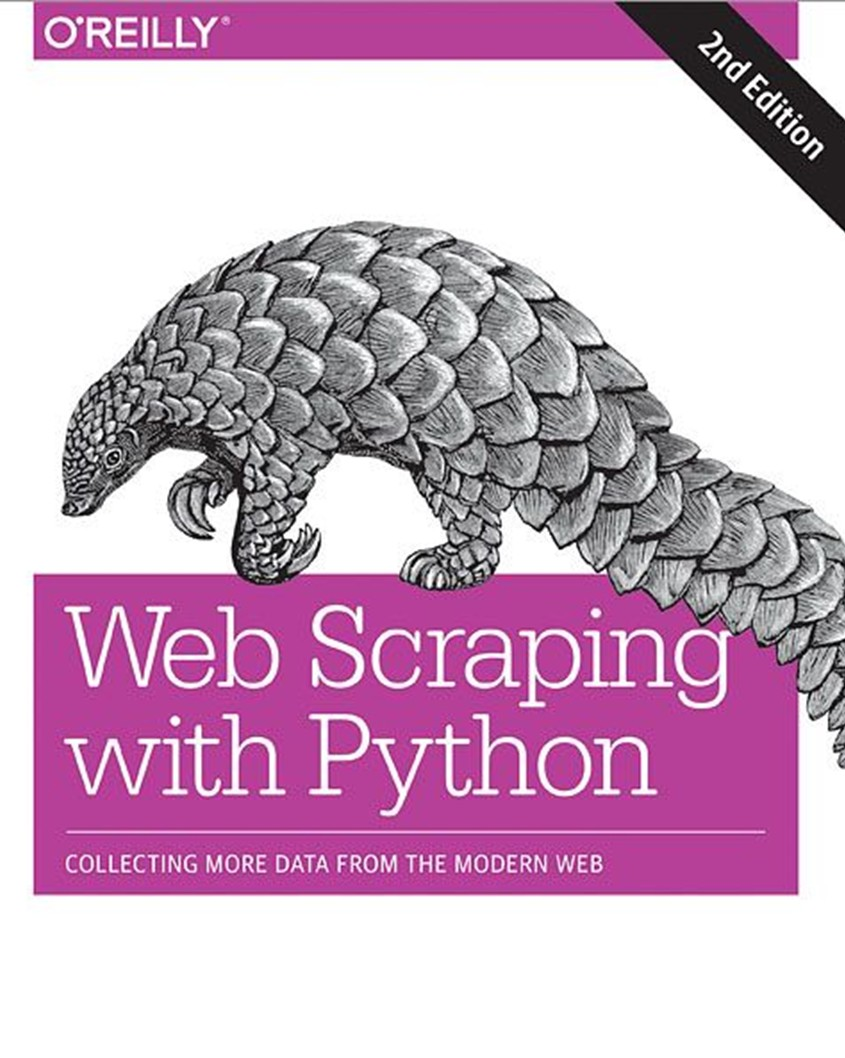 O'REILLY®
2nd Edition
Web Scraping
with Python
COLLECTING MORE DATA FROM THE MODERN WEB